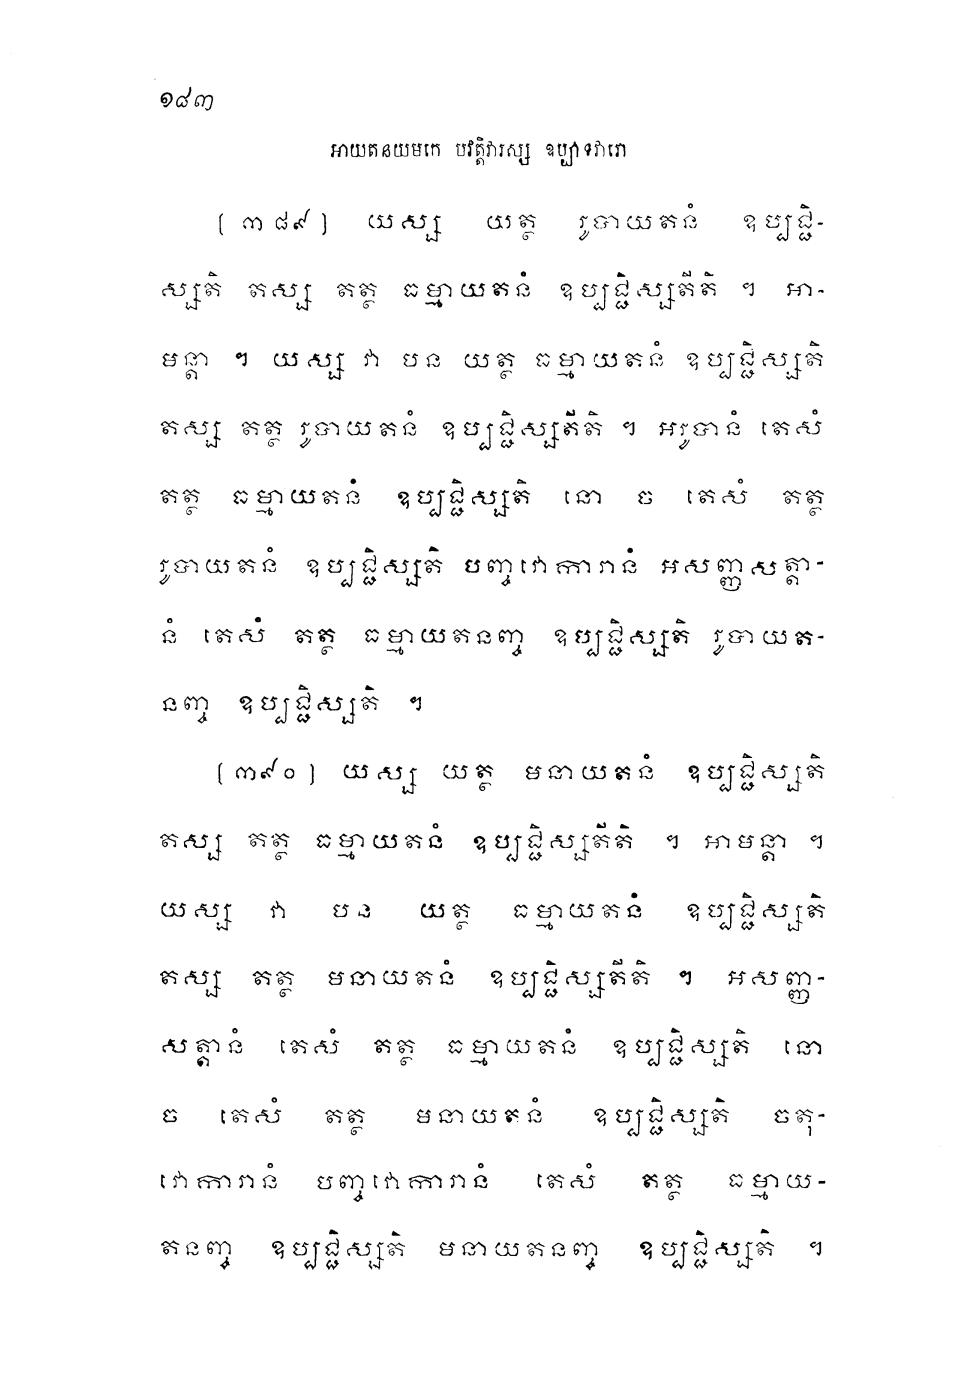 ១៨៣
អាយតនយមកេ បវត្តិវារស្ស ឧប្បាទវារោ
(៣៨៩) យស្ស យត្ថ រូបាយតនំ ឧប្បជ្ជិ-
ស្សតិ តស្ស តត្ថ ធម្មាយតនំ ឧប្បជ្ជិស្សតីតិ ។ អា-
មន្តា ។ យស្ស វា បន យត្ថ ធម្មាយតនំ ឧប្បជ្ជិស្សតិ
តស្ស តត្ថ រូបាយតនំ ឧប្បជ្ជិស្សតីតិ ។ អរូបានំ តេសំ
តត្ថ ធម្មាយតនំ ឧប្បជ្ជិស្សតិ នោ ច តេសំ តត្ថ
រូបាយតនំ ឧប្បជ្ជិស្សតិ បញ្ចវោការានំ អសញ្ញសត្តា-
នំ តេសំ តត្ថ ធម្មាយតនញ្ច ឧប្បជ្ជិស្សតិ រូបាយត-
នញ្ច ឧប្បជ្ជិស្សតិ ។
(៣៩០) យស្ស យត្ថ មនាយតនំ ឧប្បជ្ជិស្សតិ
តស្ស តត្ថ ធម្មាយតនំ ឧប្បជ្ជិស្សតីតិ ។ អាមន្តា ។
យស្ស វា បន យត្ថ ធម្មាយតនំ ឧប្បជ្ជិស្សតិ
តស្ស តត្ថ មនាយតនំ ឧប្បជ្ជិស្សតីតិ ។ អសញ្ញ-
សត្តានំ តេសំ តត្ថ ធម្មាយតនំ ឧប្បជ្ជិស្សតិ នោ
ច តេសំ តត្ថ មនាយតនំ ឧប្បជ្ជិស្សតិ ចតុ-
វោការានំ បញ្ចវោការានំ តេសំ តត្ថ ធម្មាយ-
តនញ្ច ឧប្បជ្ជិស្សតិ មនាយតនញ្ច ឧប្បជ្ជិស្សតិ ។